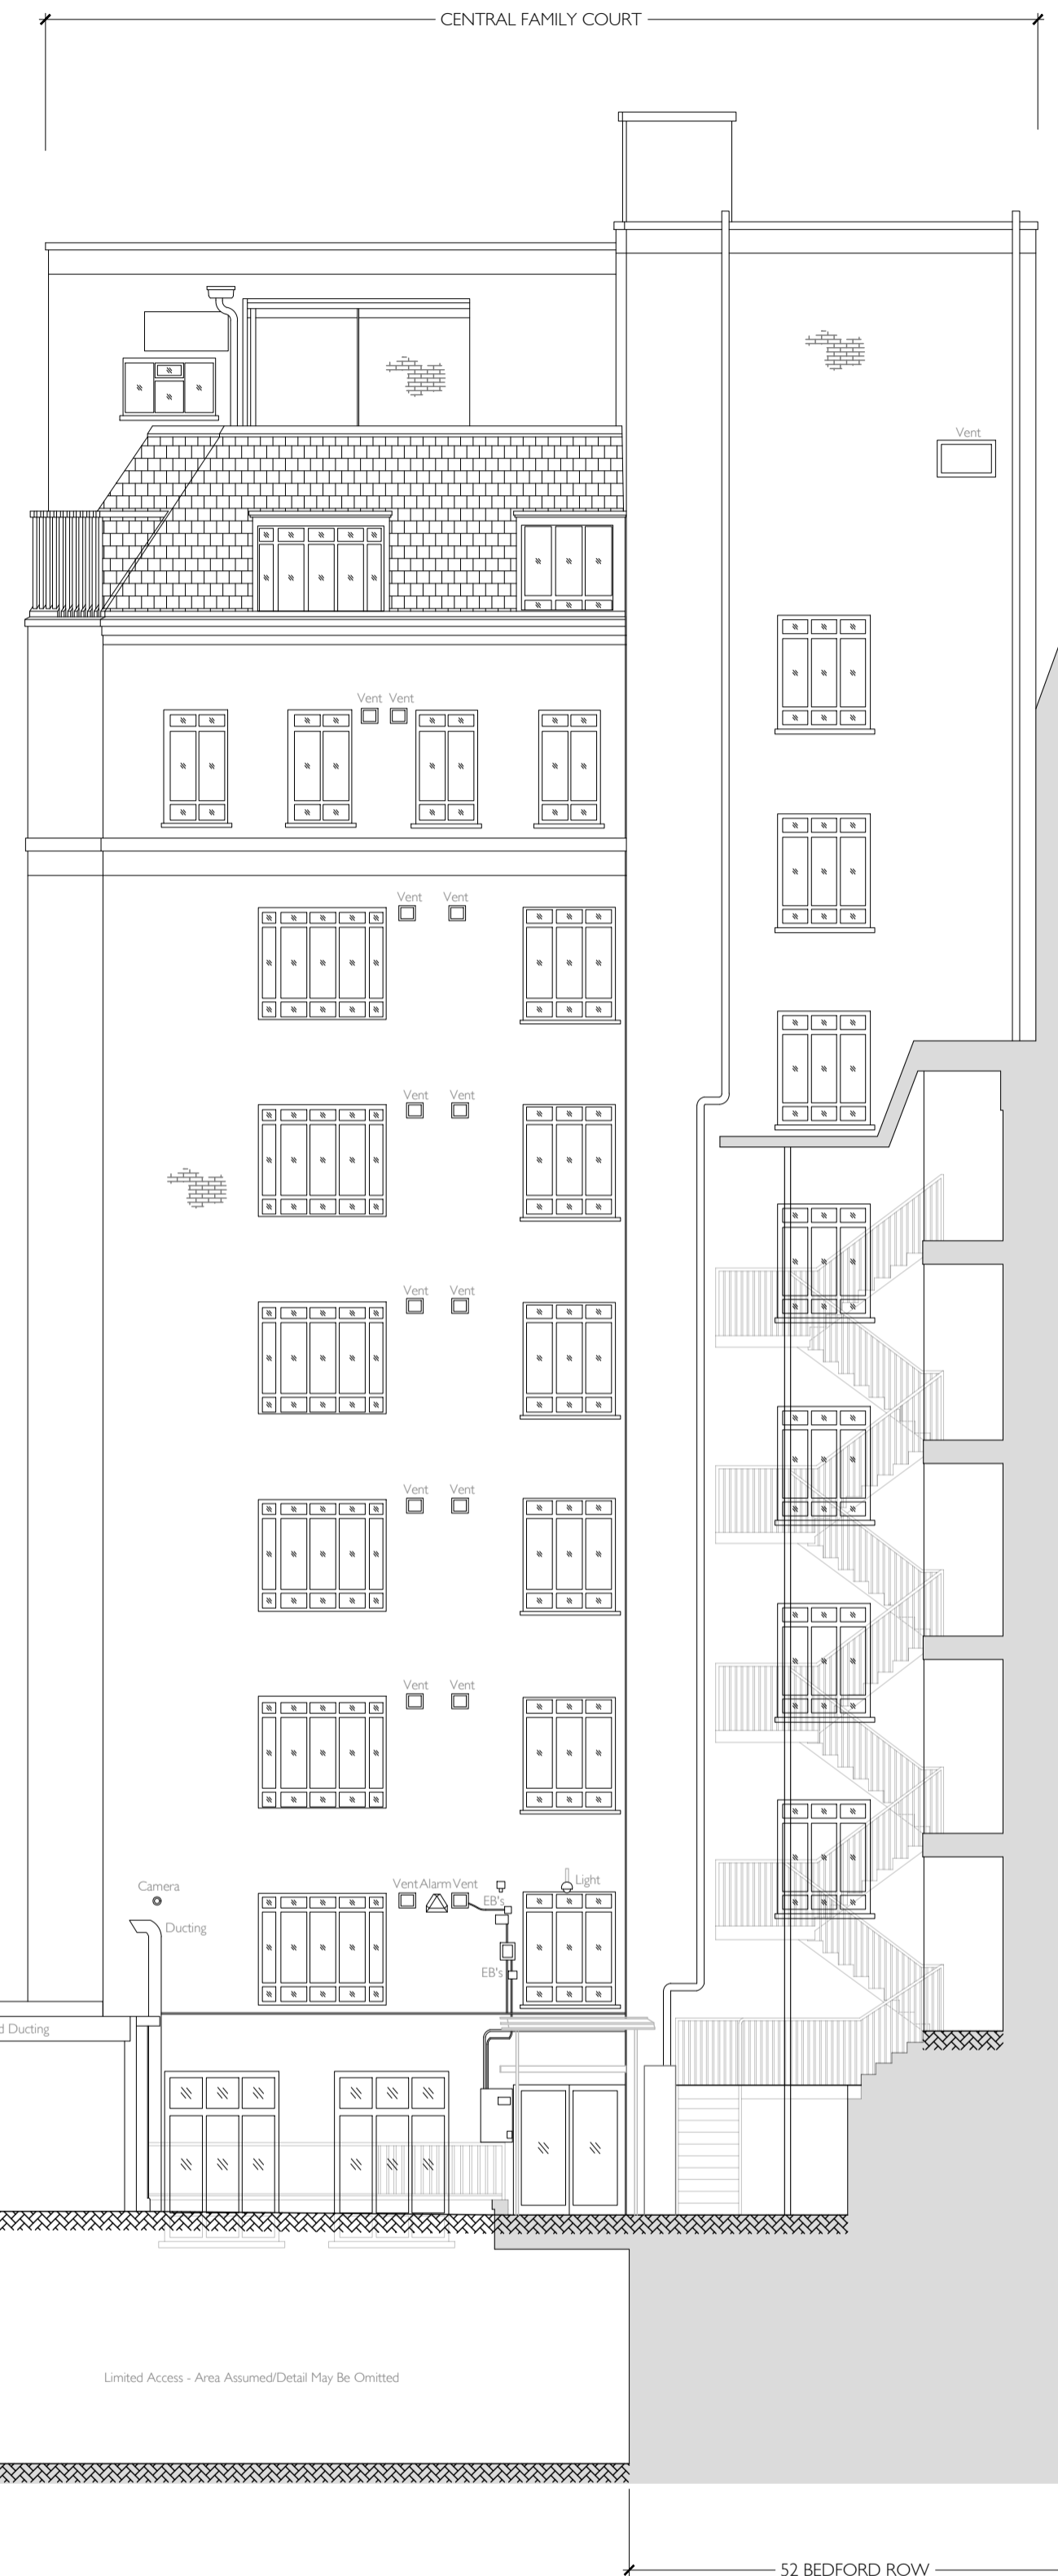 CENTRAL FAMILY COURT
Vent
Vent Vent
Vent Vent
Vent Vent
Vent Vent
Vent Vent
Vent Vent
Camera
Vent Alarm Vent
EB's
Light
Ducting
EB's
d Ducting
Limited Access - Area Assumed/Detail May Be Omitted
52 BEDFORD ROW